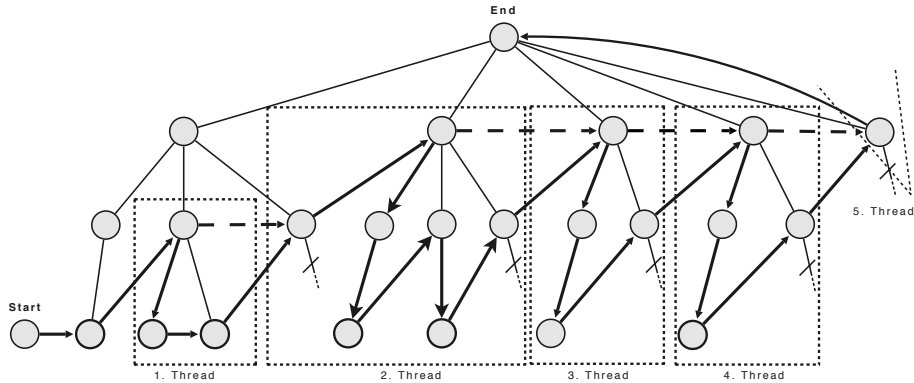 End
5. Thread
Start
1. Thread
2. Thread
3. Thread
4. Thread